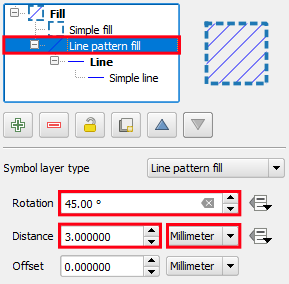 Fill
Simple fill
Line pattern fill
Line
Simple line
Symbol layer type Line pattern fill
Rotation 45.00 °
Distance 3.000000 Millimeter
Offset 0.000000 Millimeter